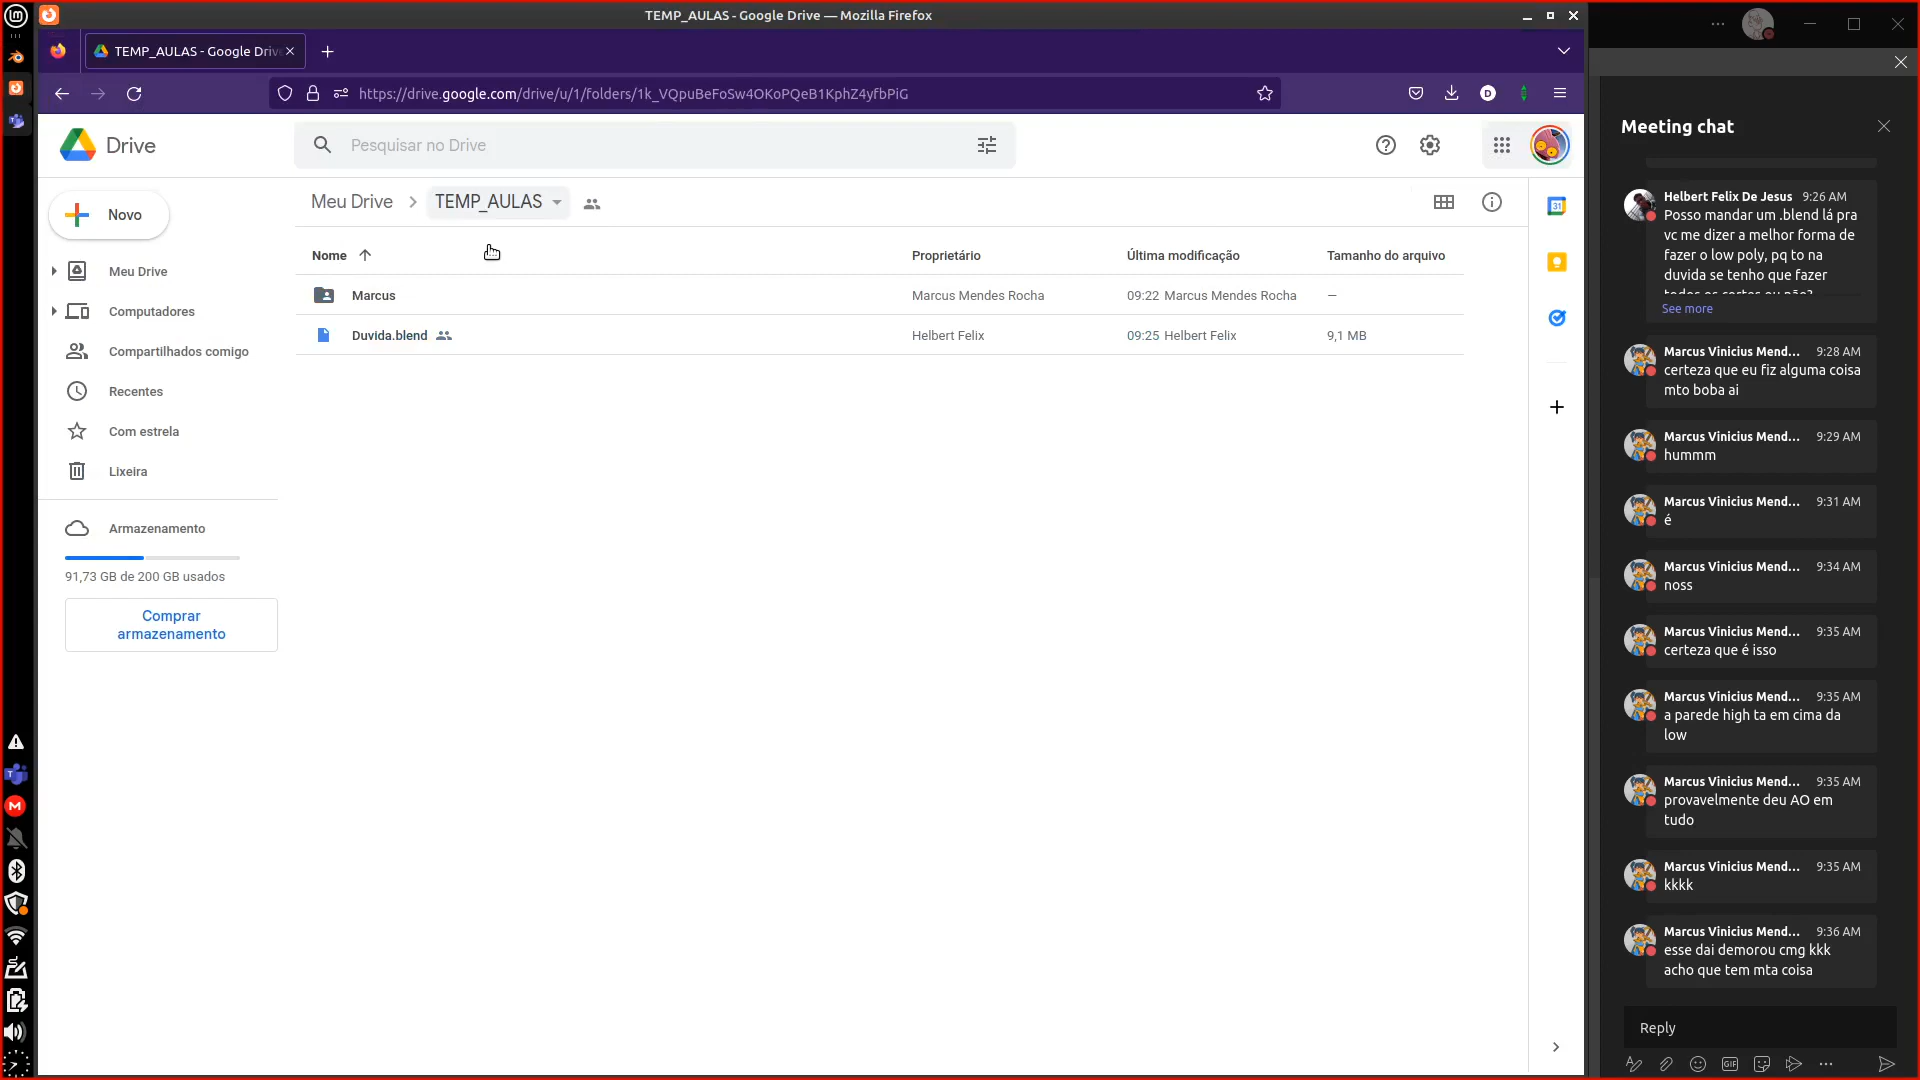 TEMP_AULAS - Google Drive — Mozilla Firefox
TEMP_AULAS - Google Driv
https://drive.google.com/drive/u/1/folders/1k_VQpuBeFoSw4OKoPQeB1KphZ4yfbPiG
Drive
Pesquisar no Drive
Novo
Meu Drive
Computadores
Compartilhados comigo
Recentes
Com estrela
Lixeira
Armazenamento
91,73 GB de 200 GB usados
Comprar
armazenamento
Meu Drive
TEMP_AULAS
Nome
Proprietário
Última modificação
Tamanho do arquivo
Marcus
Marcus Mendes Rocha
09:22 Marcus Mendes Rocha
—
Duvida.blend
Helbert Felix
09:25 Helbert Felix
9,1 MB
31
Meeting chat
Helbert Felix De Jesus 9:26 AM
Posso mandar um .blend lá pra
vc me dizer a melhor forma de
fazer o low poly, pq to na
duvida se tenho que fazer
todos os cortes ou não?
See more
Marcus Vinicius Mend... 9:28 AM
certeza que eu fiz alguma coisa
mto boba ai
Marcus Vinicius Mend... 9:29 AM
hummm
Marcus Vinicius Mend... 9:31 AM
é
Marcus Vinicius Mend... 9:34 AM
noss
Marcus Vinicius Mend... 9:35 AM
certeza que é isso
Marcus Vinicius Mend... 9:35 AM
a parede high ta em cima da
low
Marcus Vinicius Mend... 9:35 AM
provavelmente deu AO em
tudo
Marcus Vinicius Mend... 9:35 AM
kkkk
Marcus Vinicius Mend... 9:36 AM
esse dai demorou cmg kkk
acho que tem mta coisa
Reply
GIF